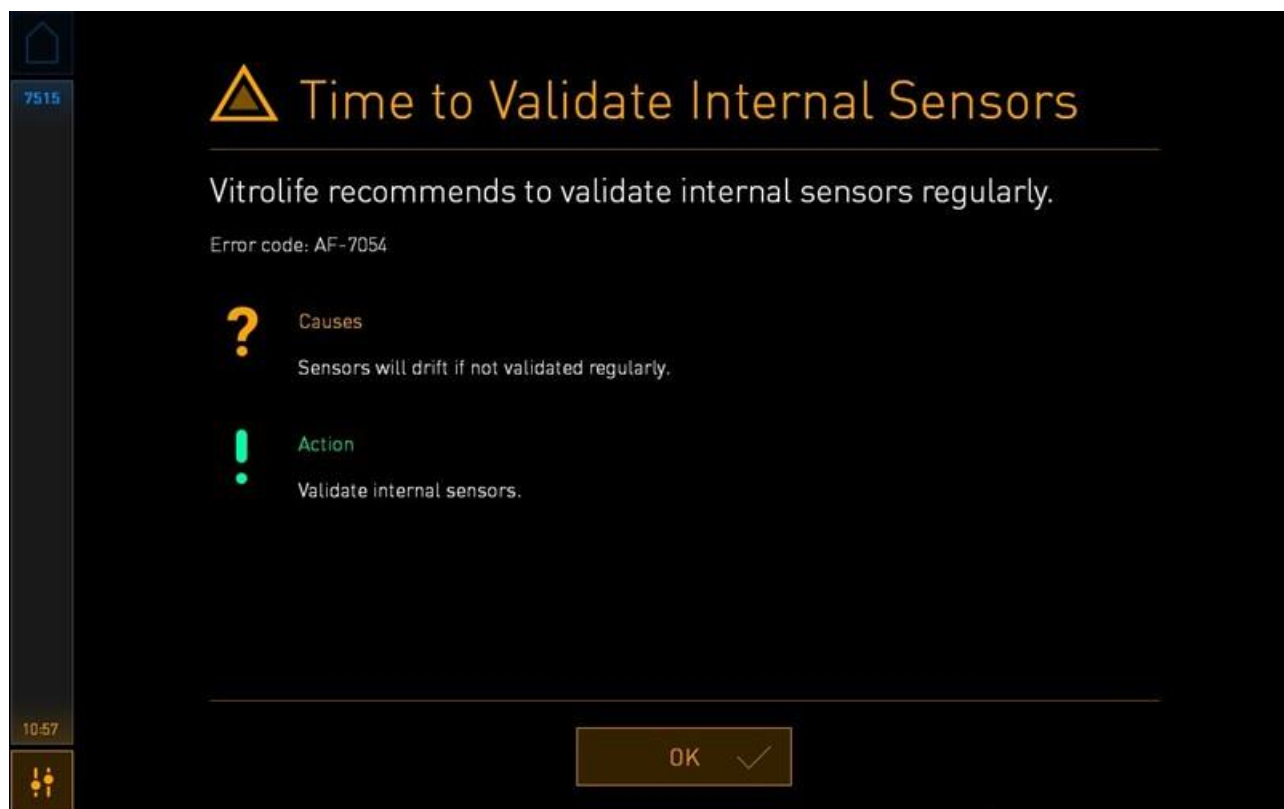 7515
Time to Validate Internal Sensors
Vitrolife recommends to validate internal sensors regularly.
Error code: AF-7054
?
Causes
Sensors will drift if not validated regularly.
!
Action
Validate internal sensors.
10:57
OK